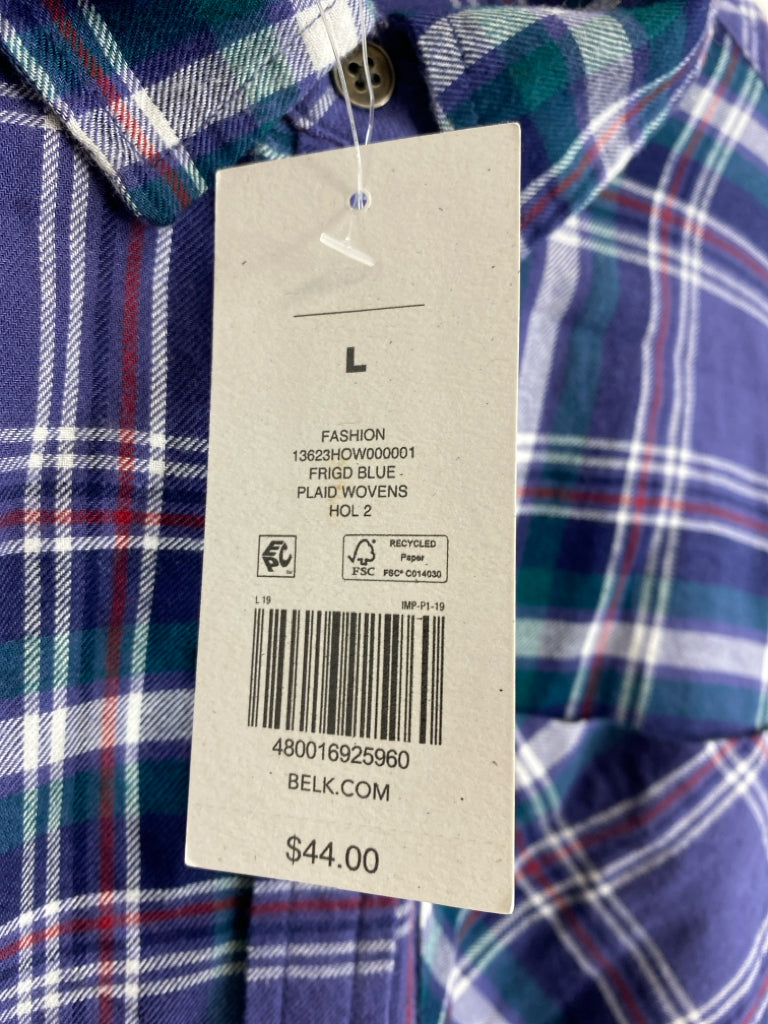 L
FASHION
13623HOW000001
FRIGD BLUE
PLAID WOVENS
HOL 2
EPC
RECYCLED
Paper
FSC FSC® C014030
L 19 IMP-P1-19
480016925960
BELK.COM
$44.00